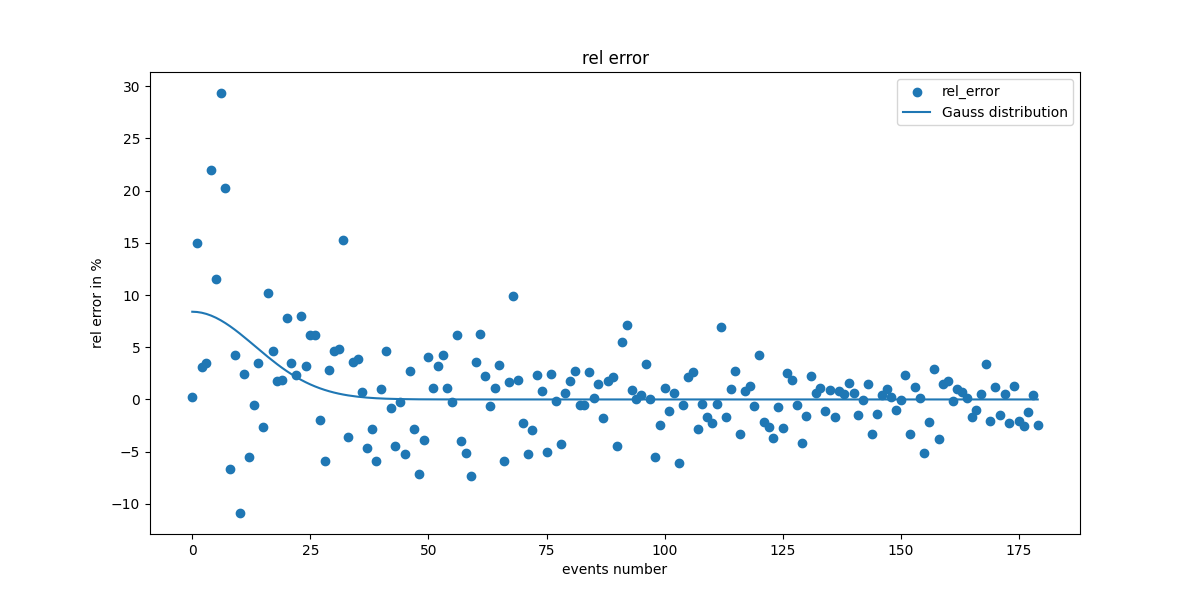 rel error
rel_error
Gauss distribution
rel error in %
30
25
20
15
10
5
0
−5
−10
0 25 50 75 100 125 150 175
events number